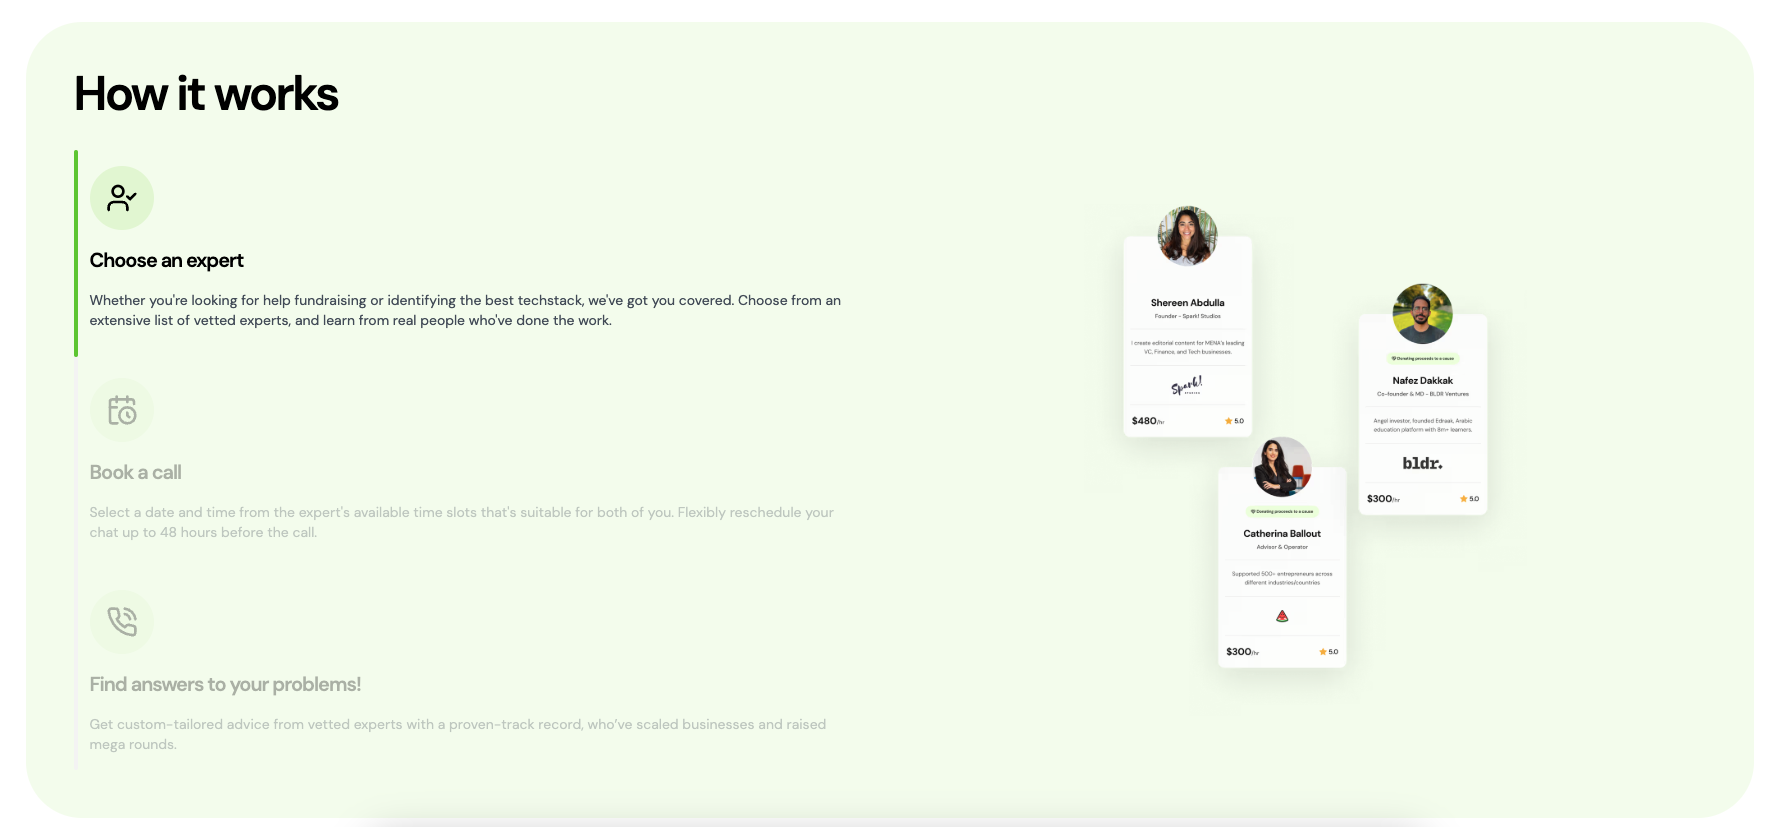 How it works
Choose an expert
Whether you're looking for help fundraising or identifying the best techstack, we've got you covered. Choose from an
extensive list of vetted experts, and learn from real people who've done the work.
Book a call
Select a date and time from the expert's available time slots that's suitable for both of you. Flexibly reschedule your
chat up to 48 hours before the call.
Find answers to your problems!
Get custom-tailored advice from vetted experts with a proven-track record, who've scaled businesses and raised
mega rounds.
Shereen Abdulla
Founder - Spark! Studios
I create editorial content for MENA's leading
VC, Finance, and Tech businesses.
Spark!
$480/hr
5.0
Donating proceeds to a cause
Nafez Dakkak
Co-founder & MD - BLDR Ventures
Angel investor, founded Edraak, Arabic
education platform with 8m+ learners.
bldr.
$300/hr
5.0
Donating proceeds to a cause
Catherina Ballout
Advisor & Operator
Supported 500+ entrepreneurs across
different industries/countries
$300/hr
5.0